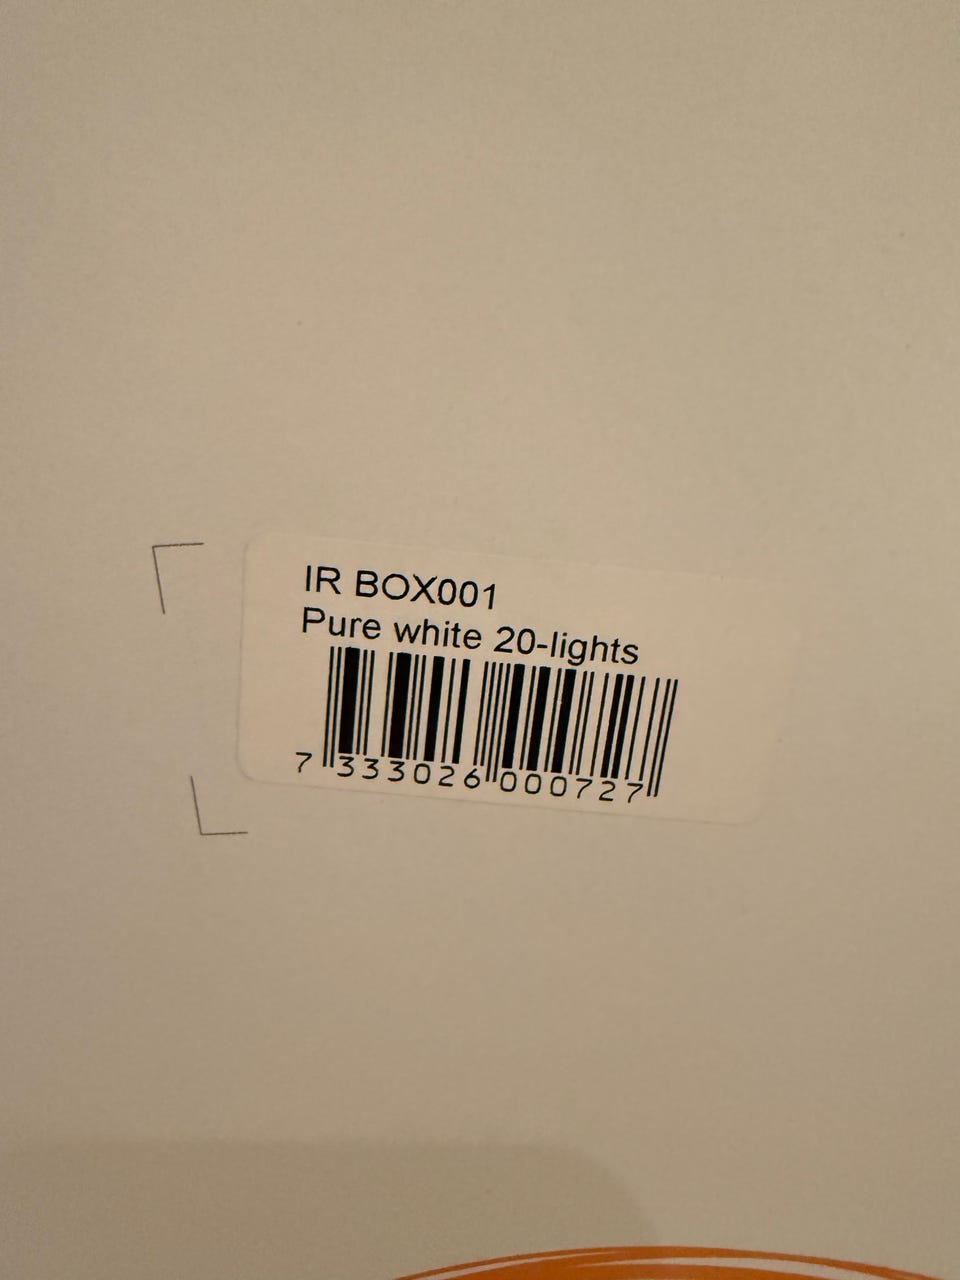 IR BOX001
Pure white 20-lights
7 333026 000727